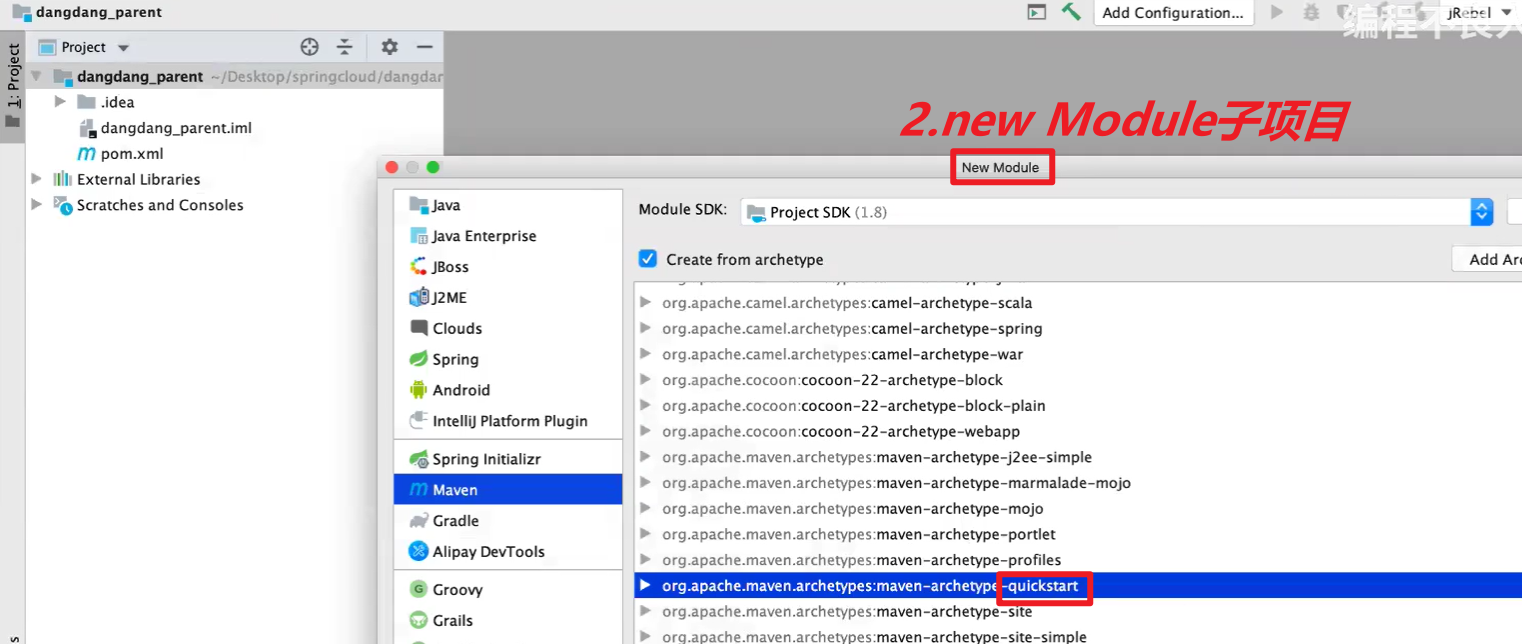 dangdang_parent
Add Configuration...
JRebel
编程不良人
1: Project
Project
dangdang_parent ~/Desktop/springcloud/dangdar
.idea
dangdang_parent.iml
pom.xml
External Libraries
Scratches and Consoles
2.new Module子项目
New Module
Java
Java Enterprise
JBoss
J2ME
Clouds
Spring
Android
IntelliJ Platform Plugin
Spring Initializr
Maven
Gradle
Alipay DevTools
Groovy
Grails
Module SDK:
Project SDK (1.8)
Create from archetype
Add Arc
org.apache.camel.archetypes:camel-archetype-scala
org.apache.camel.archetypes:camel-archetype-spring
org.apache.camel.archetypes:camel-archetype-war
org.apache.cocoon:cocoon-22-archetype-block
org.apache.cocoon:cocoon-22-archetype-block-plain
org.apache.cocoon:cocoon-22-archetype-webapp
org.apache.maven.archetypes:maven-archetype-j2ee-simple
org.apache.maven.archetypes:maven-archetype-marmalade-mojo
org.apache.maven.archetypes:maven-archetype-mojo
org.apache.maven.archetypes:maven-archetype-portlet
org.apache.maven.archetypes:maven-archetype-profiles
org.apache.maven.archetypes:maven-archetype-quickstart
org.apache.maven.archetypes:maven-archetype-site
org.apache.maven.archetypes:maven-archetype-site-simple